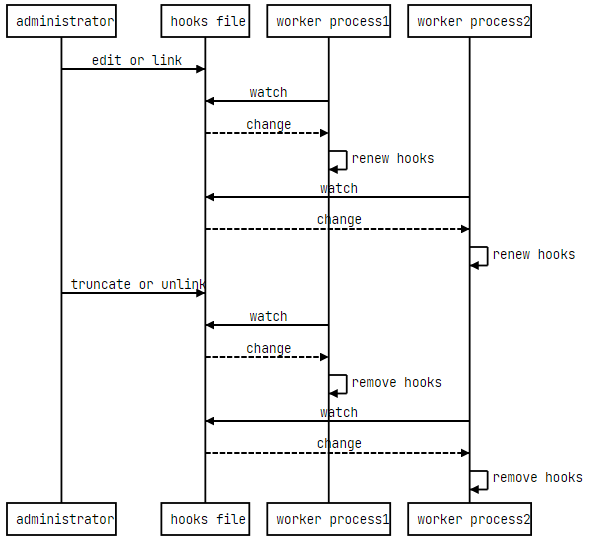 administrator hooks file worker process1 worker process2
edit or link
watch
change
renew hooks
watch
change
renew hooks
truncate or unlink
watch
change
remove hooks
watch
change
remove hooks
administrator hooks file worker process1 worker process2